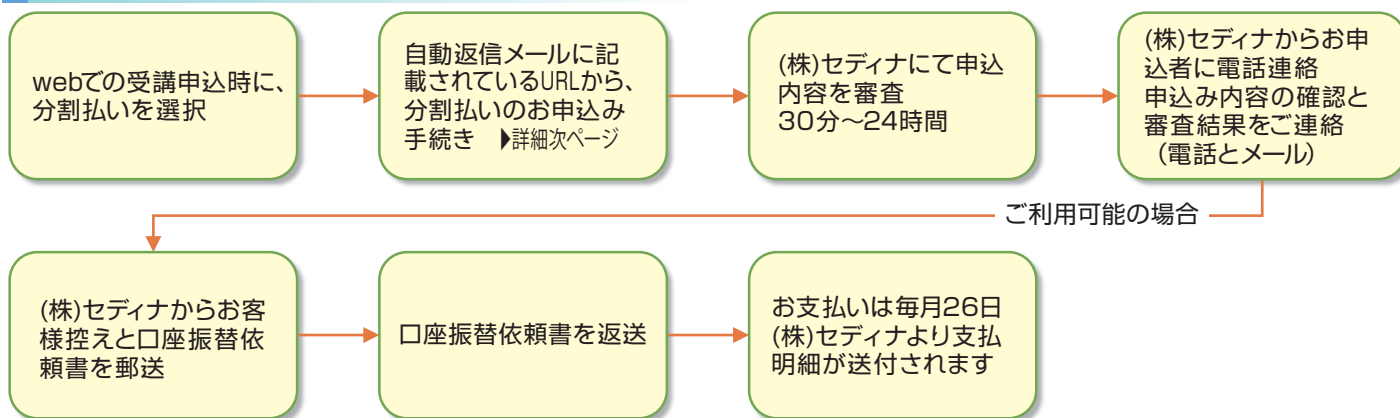 webでの受講申込時に、
分割払いを選択
自動返信メールに記
載されているURLから、
分割払いのお申込み
手続き ▶詳細次ページ
(株)セディナにて申込
内容を審査
30分～24時間
(株)セディナからお申
込者に電話連絡
申込み内容の確認と
審査結果をご連絡
（電話とメール）
ご利用可能の場合
(株)セディナからお客
様控えと口座振替依
頼書を郵送
口座振替依頼書を返送
お支払いは毎月26日
(株)セディナより支払
明細が送付されます